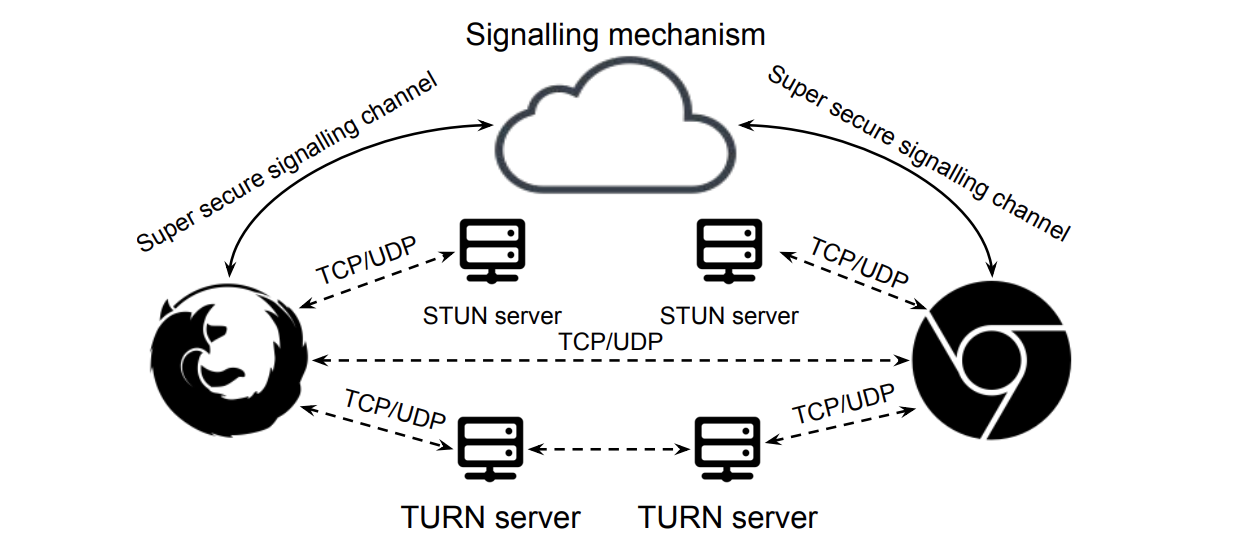 Signalling mechanism
Super secure signalling channel
Super secure signalling channel
TCP/UDP
TCP/UDP
STUN server
STUN server
TCP/UDP
TCP/UDP
TCP/UDP
TURN server
TURN server